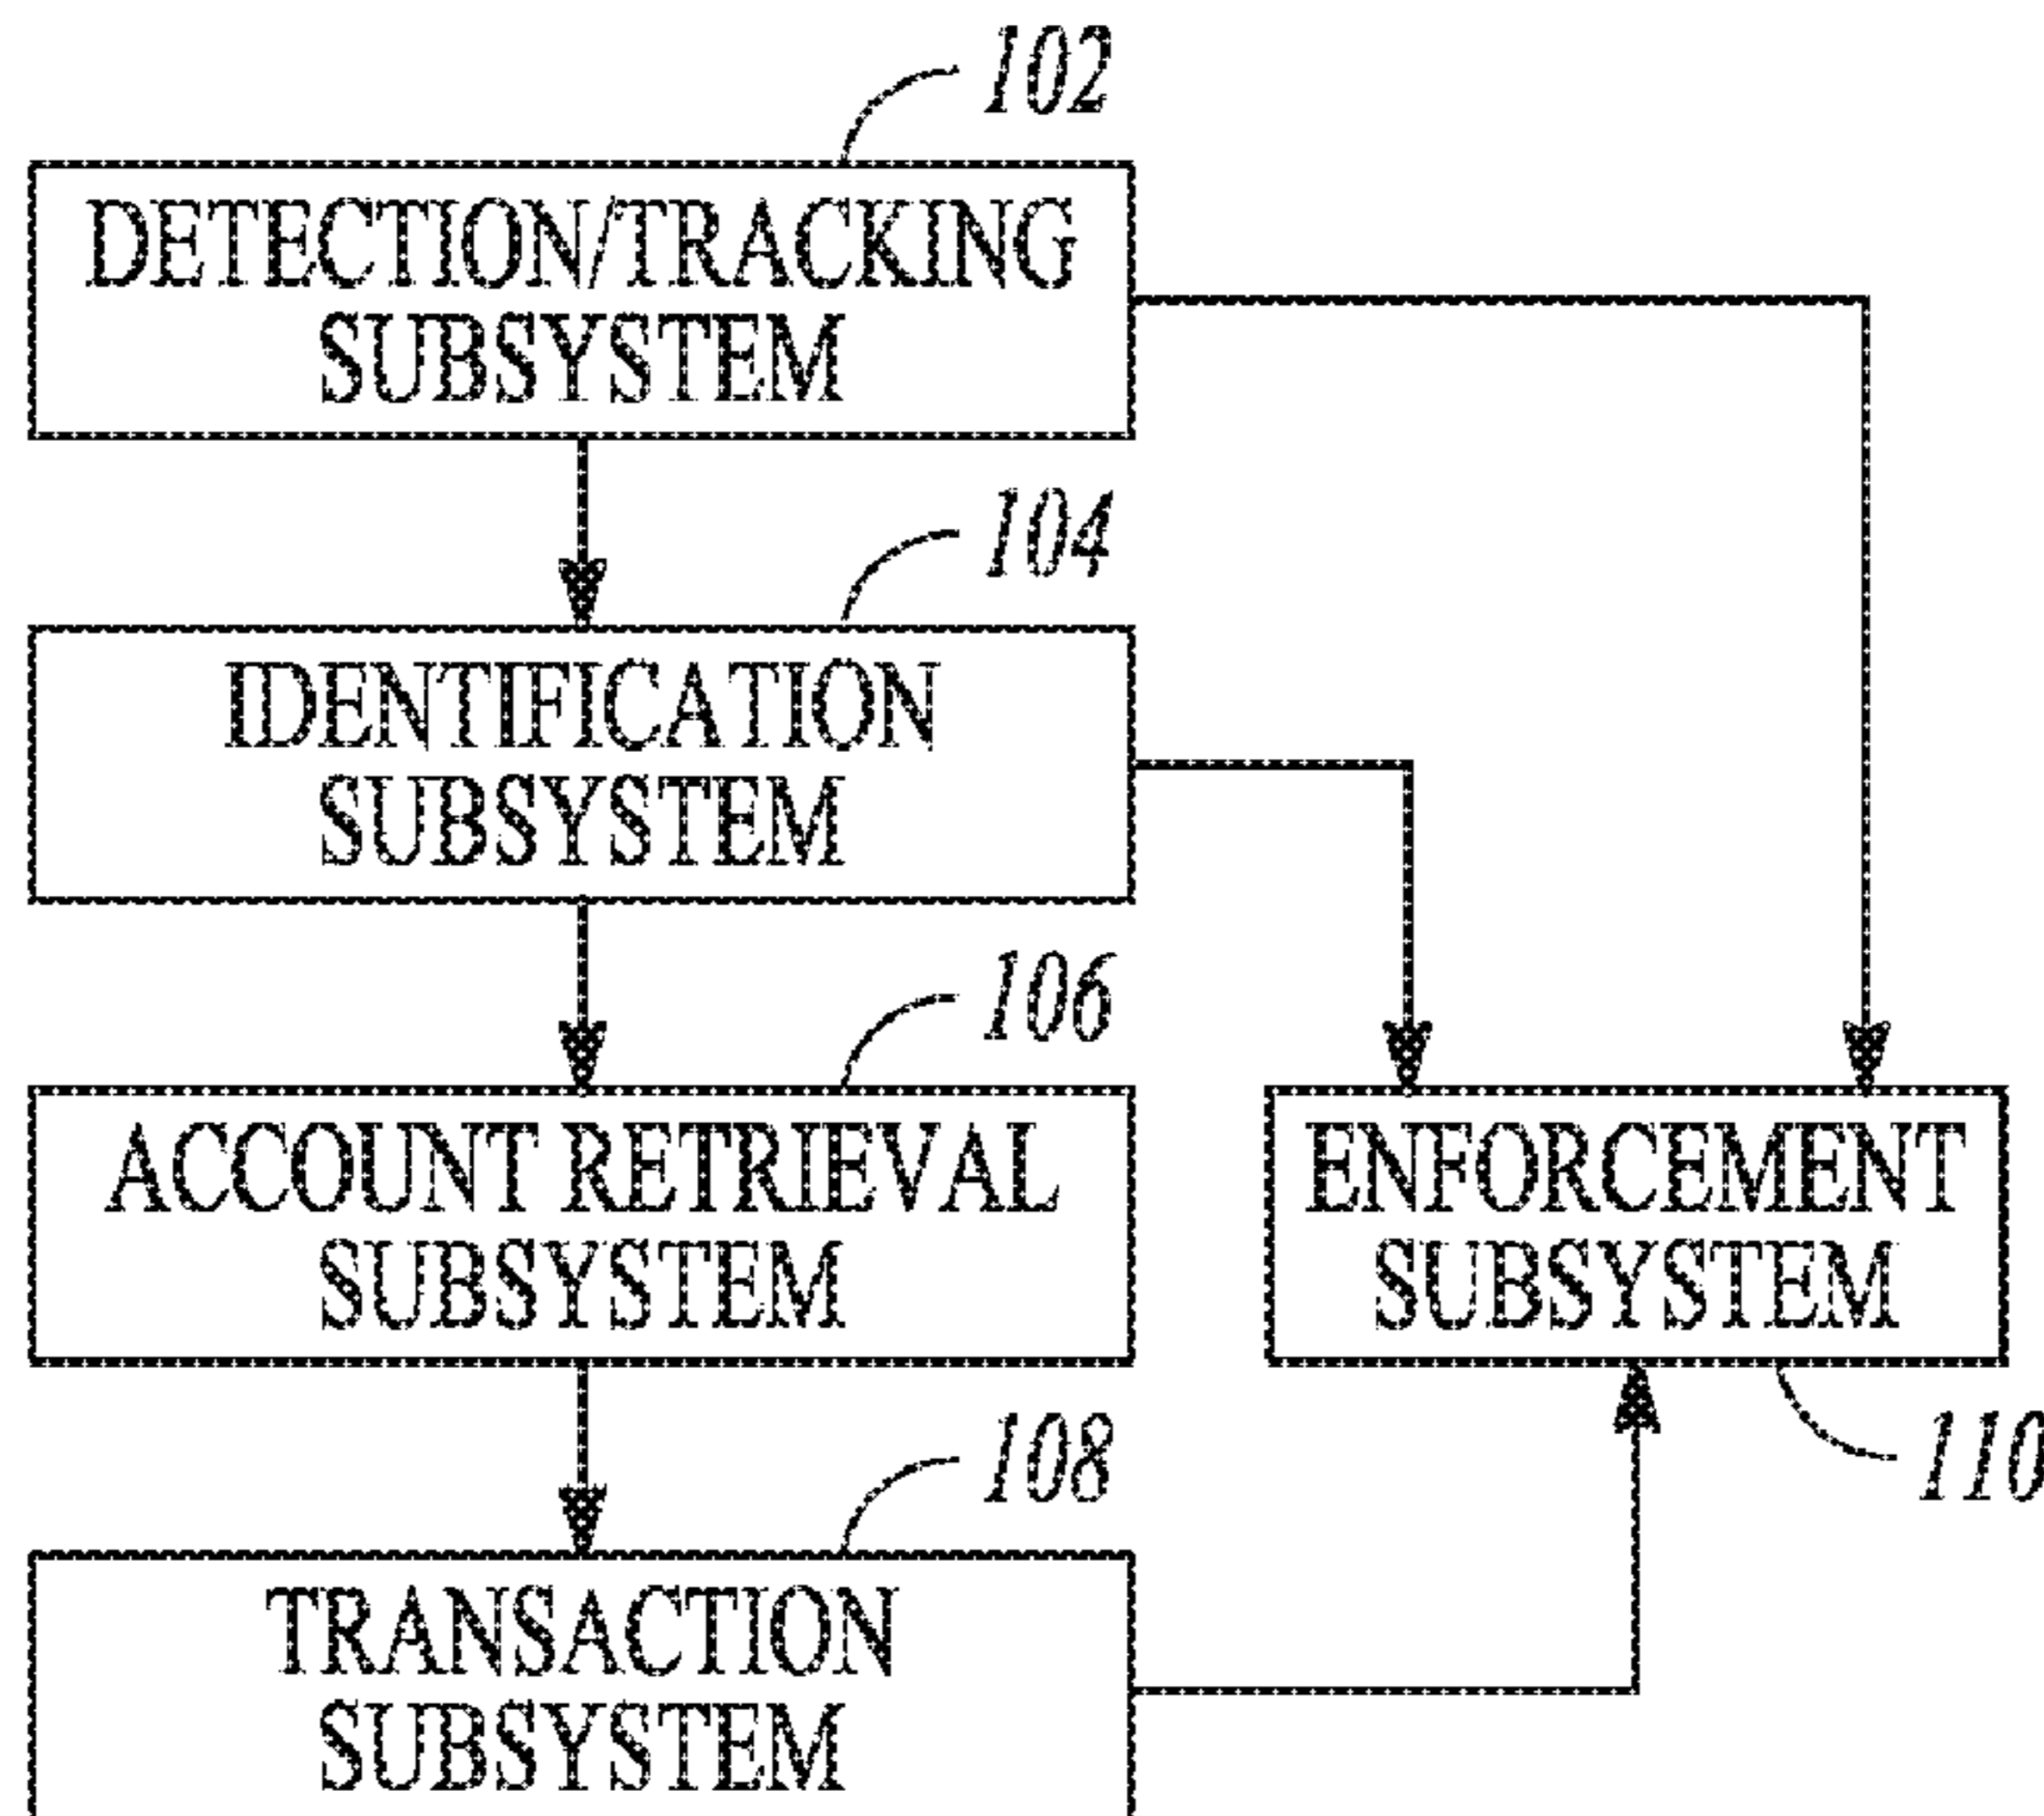 102
DETECTION/TRACKING
SUBSYSTEM
104
IDENTIFICATION
SUBSYSTEM
106
ACCOUNT RETRIEVAL
SUBSYSTEM
ENFORCEMENT
SUBSYSTEM
108
110
TRANSACTION
SUBSYSTEM